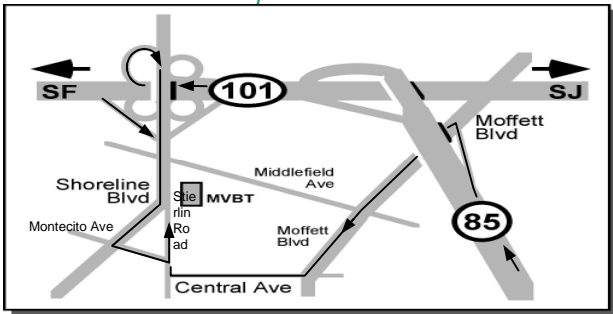 SF
101
SJ
Moffett
Blvd
Middlefield
Ave
Shoreline
Blvd
Stie
rlin
Ro
ad
MVBT
Montecito Ave
Moffett
Blvd
85
Central Ave